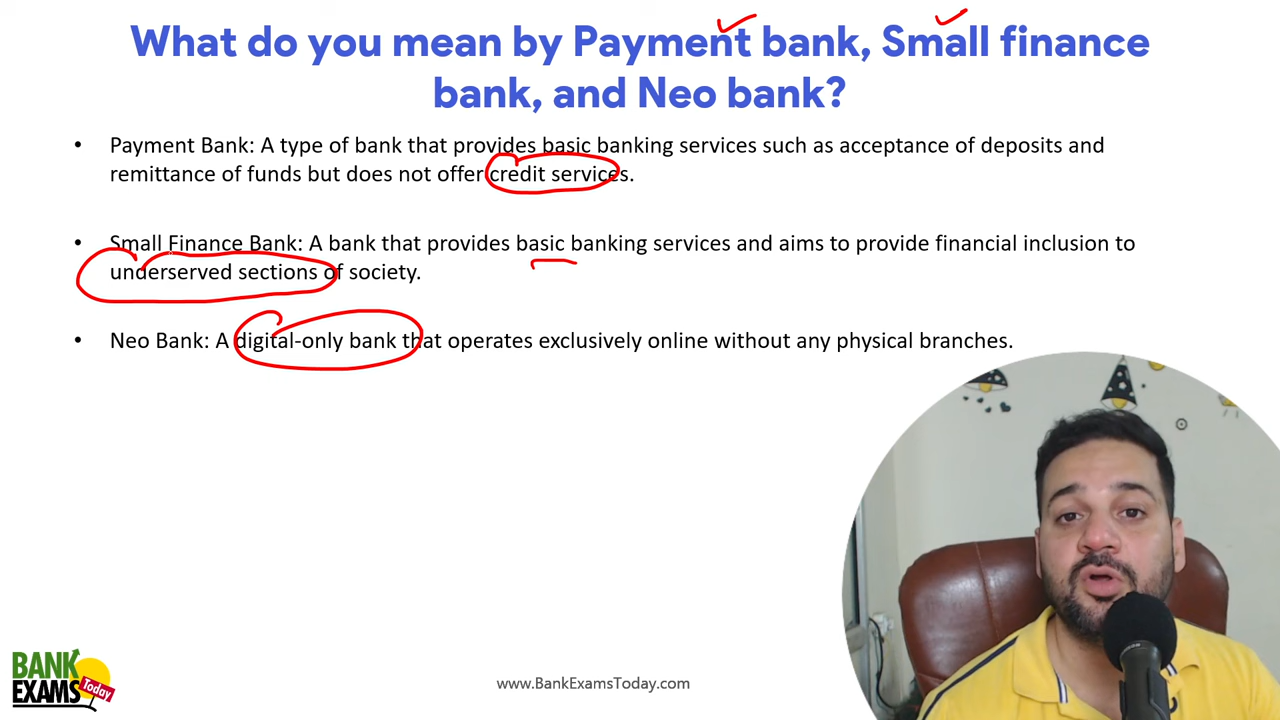 What do you mean by Payment bank, Small finance
bank, and Neo bank?
• Payment Bank: A type of bank that provides basic banking services such as acceptance of deposits and
remittance of funds but does not offer credit services.
• Small Finance Bank: A bank that provides basic banking services and aims to provide financial inclusion to
underserved sections of society.
• Neo Bank: A digital-only bank that operates exclusively online without any physical branches.
BANK
EXAMS
Today
www.BankExamsToday.com